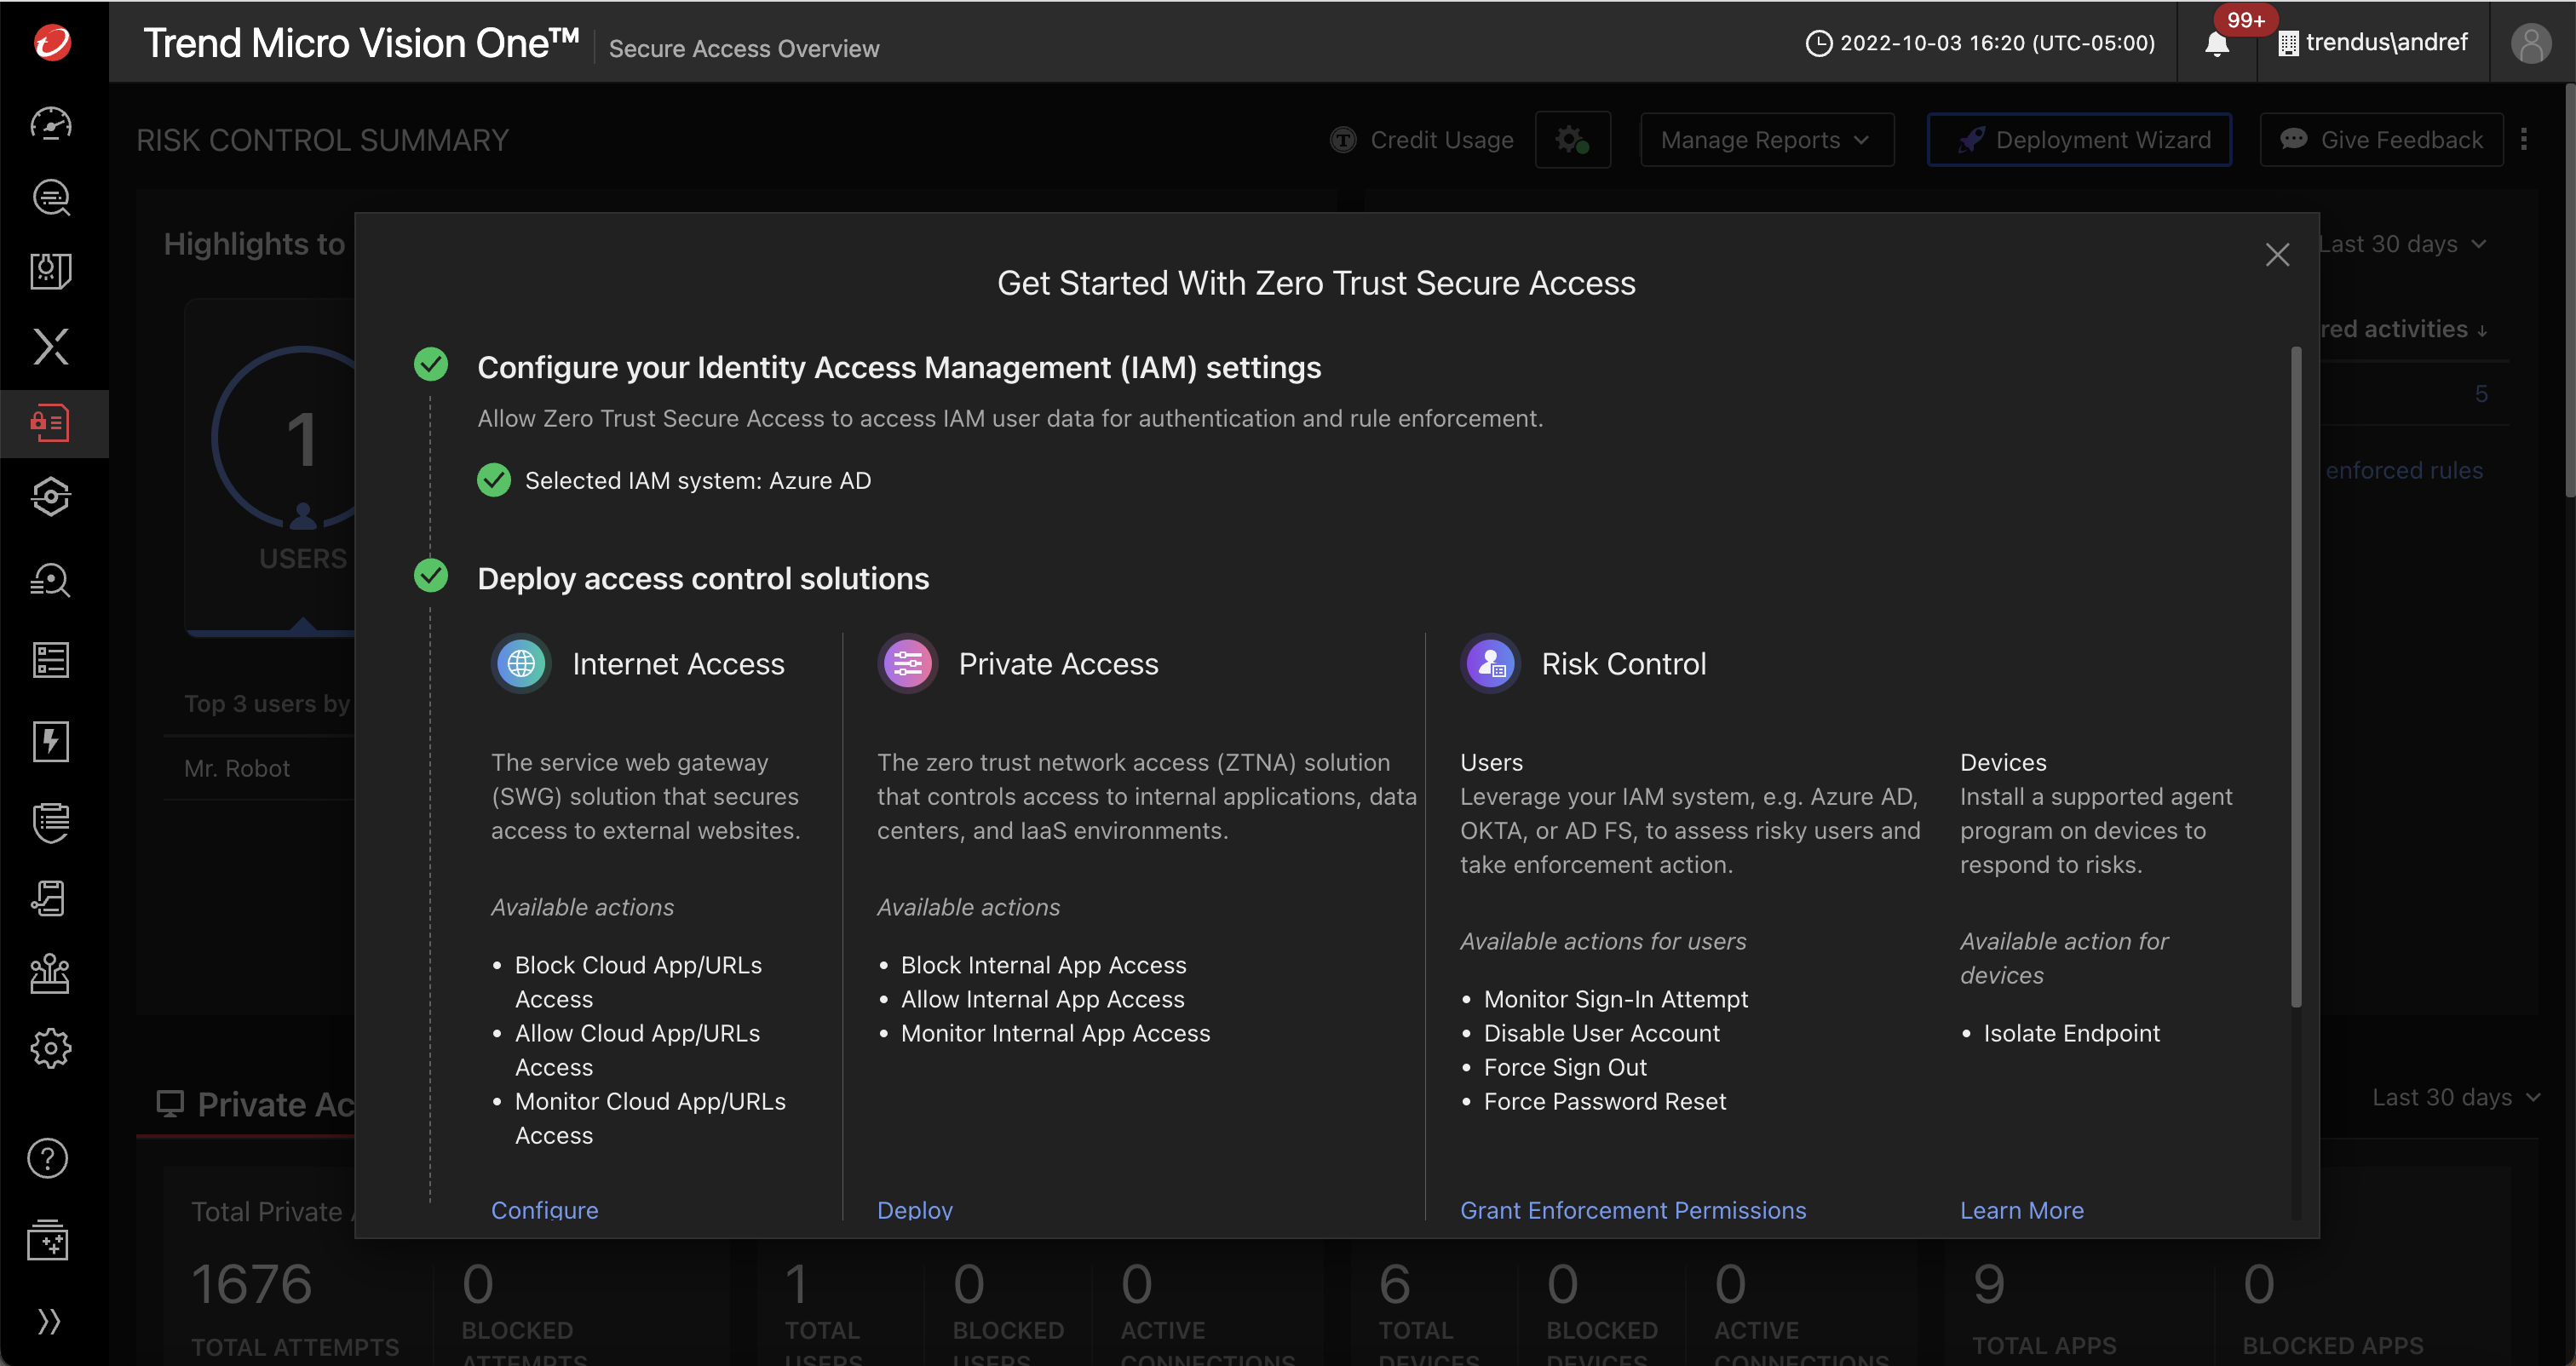 Trend Micro Vision One™
Secure Access Overview
2022-10-03 16:20 (UTC-05:00)
99+
trendus\andref
RISK CONTROL SUMMARY
Credit Usage
Manage Reports
Deployment Wizard
Give Feedback
Highlights to
Last 30 days
red activities ↓
5
enforced rules
1
USERS
Top 3 users by
Mr. Robot
Get Started With Zero Trust Secure Access
Configure your Identity Access Management (IAM) settings
Allow Zero Trust Secure Access to access IAM user data for authentication and rule enforcement.
Selected IAM system: Azure AD
Deploy access control solutions
Internet Access
The service web gateway
(SWG) solution that secures
access to external websites.
Available actions
• Block Cloud App/URLs
Access
• Allow Cloud App/URLs
Access
• Monitor Cloud App/URLs
Access
Configure
Private Access
The zero trust network access (ZTNA) solution
that controls access to internal applications, data
centers, and IaaS environments.
Available actions
• Block Internal App Access
• Allow Internal App Access
• Monitor Internal App Access
Deploy
Risk Control
Users
Leverage your IAM system, e.g. Azure AD,
OKTA, or AD FS, to assess risky users and
take enforcement action.
Available actions for users
• Monitor Sign-In Attempt
• Disable User Account
• Force Sign Out
• Force Password Reset
Grant Enforcement Permissions
Devices
Install a supported agent
program on devices to
respond to risks.
Available action for
devices
• Isolate Endpoint
Learn More
Private Ac
Last 30 days
Total Private
1676
TOTAL ATTEMPTS
0
BLOCKED
ATTEMPTS
1
TOTAL
USERS
0
BLOCKED
USERS
0
ACTIVE
CONNECTIONS
6
TOTAL
DEVICES
0
BLOCKED
DEVICES
0
ACTIVE
CONNECTIONS
9
TOTAL APPS
0
BLOCKED APPS